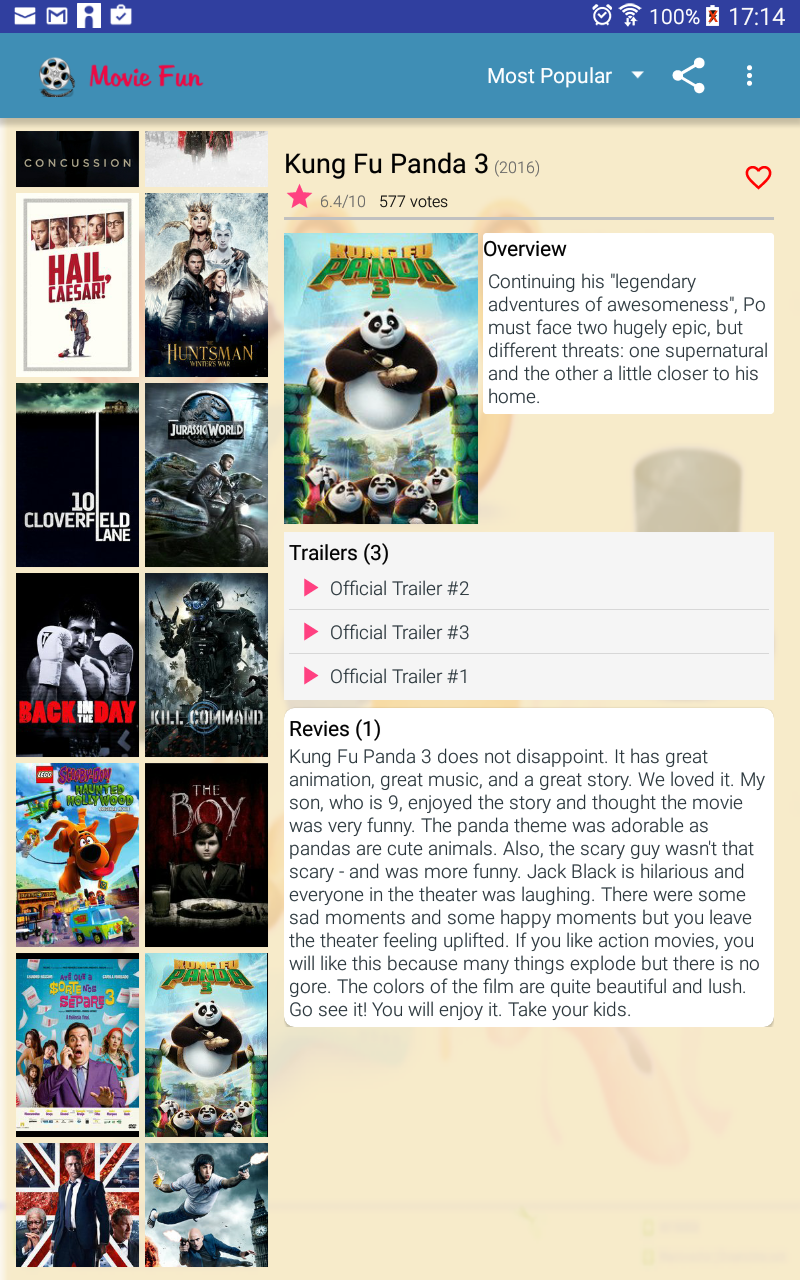 100% 17:14
Movie Fun
Most Popular
CONCUSSION
HAIL,
CAESAR!
THE
HUNTSMAN
WINTER'S WAR
10
CLOVERFIELD
LANE
JURASSIC WORLD
BACK IN THE DAY
KILL COMMAND
LEGO
SCOOBY-DOO!
HAUNTED
HOLLYWOOD
THE
BOY
ATÉ QUE A
SORTE NOS
SEPARE 3
KUNG FU
PANDA
3
Kung Fu Panda 3 (2016)
6.4/10 577 votes
KUNG FU
PANDA
3
Overview
Continuing his "legendary
adventures of awesomeness", Po
must face two hugely epic, but
different threats: one supernatural
and the other a little closer to his
home.
Trailers (3)
Official Trailer #2
Official Trailer #3
Official Trailer #1
Revies (1)
Kung Fu Panda 3 does not disappoint. It has great
animation, great music, and a great story. We loved it. My
son, who is 9, enjoyed the story and thought the movie
was very funny. The panda theme was adorable as
pandas are cute animals. Also, the scary guy wasn't that
scary - and was more funny. Jack Black is hilarious and
everyone in the theater was laughing. There were some
sad moments and some happy moments but you leave
the theater feeling uplifted. If you like action movies, you
will like this because many things explode but there is no
gore. The colors of the film are quite beautiful and lush.
Go see it! You will enjoy it. Take your kids.